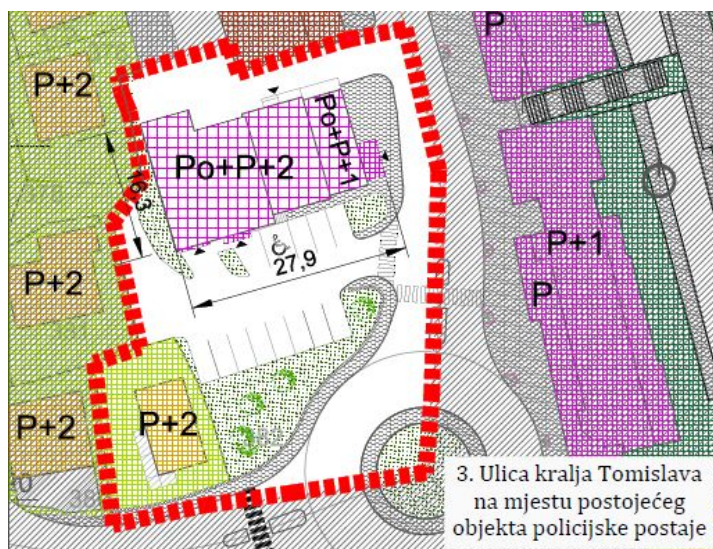 P
P+2
Po+P+2
Po+P+1
16,3
P+2
27,9
P+1
P
P+2
P+2
3. Ulica kralja Tomislava
na mjestu postojećeg
objekta policijske postaje